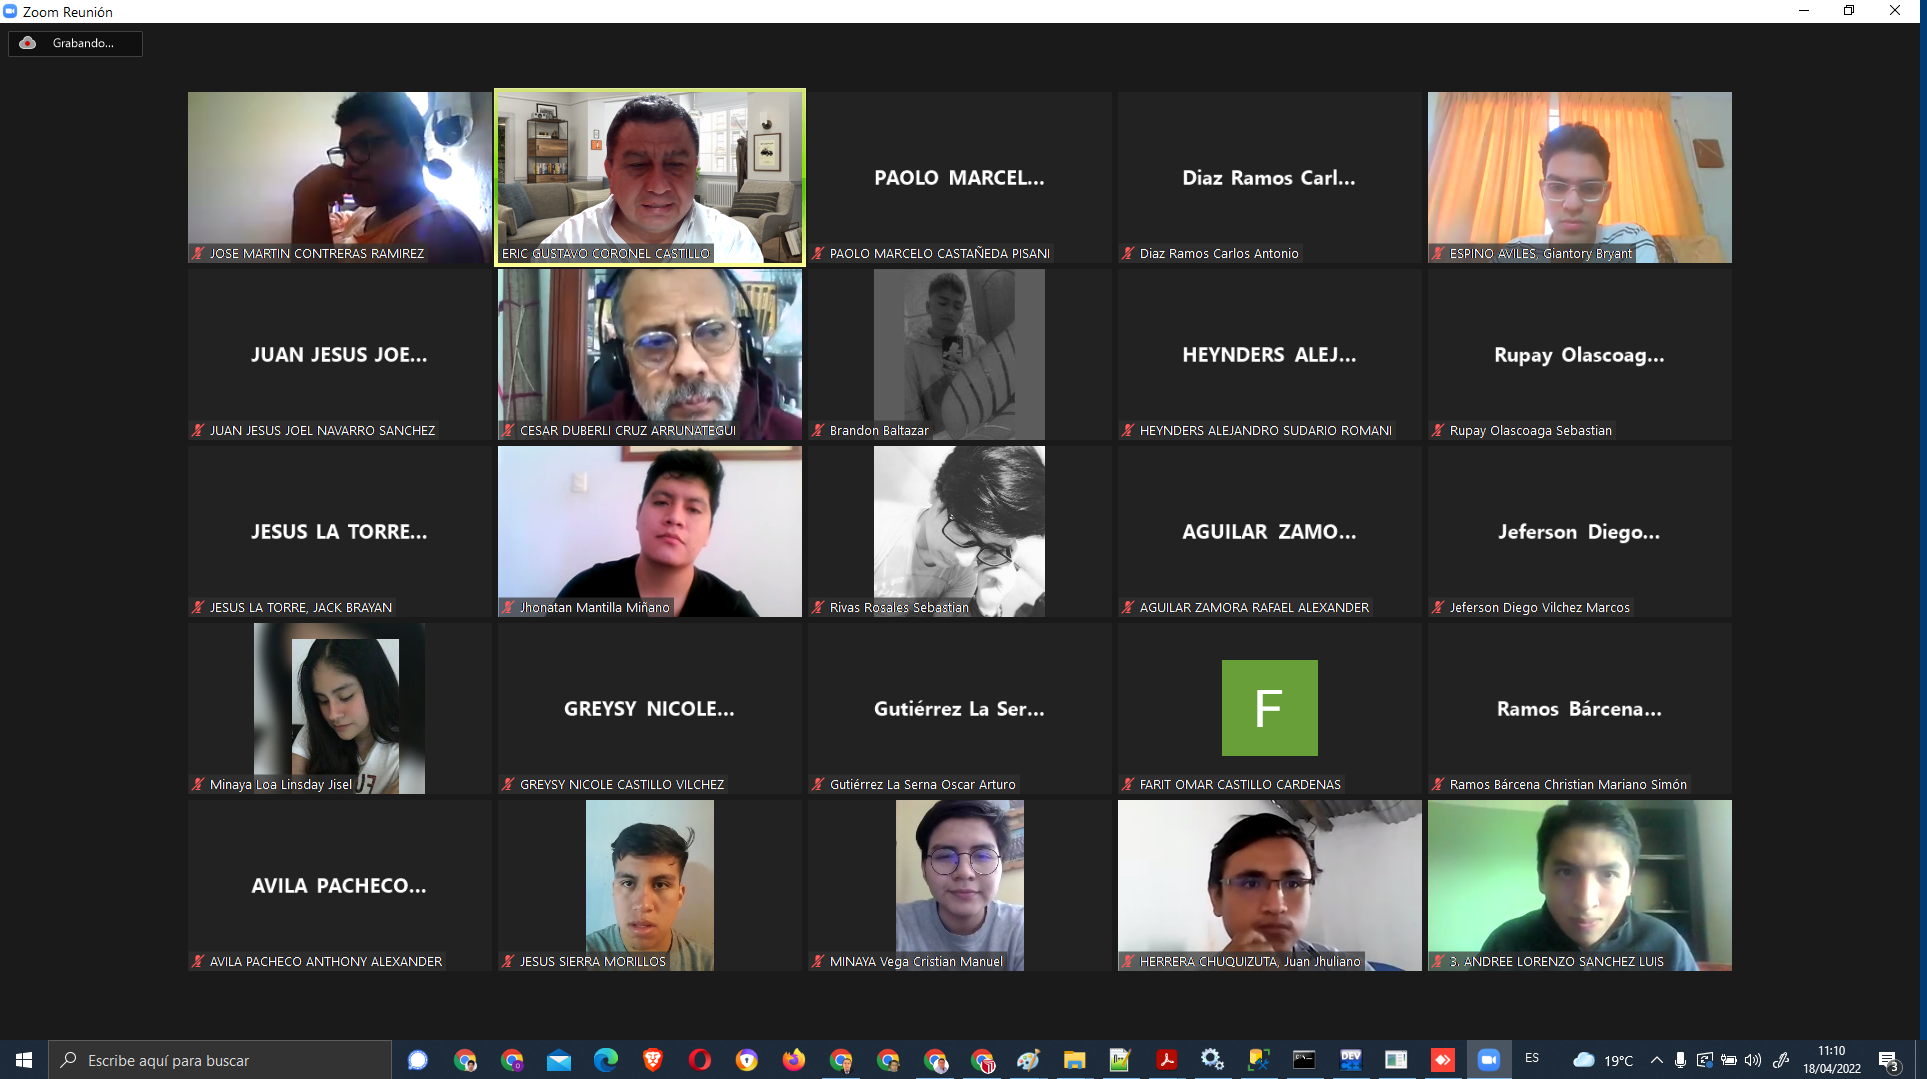 Zoom Reunión
Grabando...
JOSE MARTIN CONTRERAS RAMIREZ
ERIC GUSTAVO CORONEL CASTILLO
PAOLO MARCEL...
PAOLO MARCELO CASTAÑEDA PISANI
Diaz Ramos Carl...
Diaz Ramos Carlos Antonio
ESPINO AVILES, Giantory Bryant
JUAN JESUS JOE...
JUAN JESUS JOEL NAVARRO SANCHEZ
CESAR DUBERLI CRUZ ARRUNATEGUI
Brandon Baltazar
HEYNDERS ALEJ...
HEYNDERS ALEJANDRO SUDARIO ROMANI
Rupay Olascoag...
Rupay Olascoaga Sebastian
JESUS LA TORRE...
JESUS LA TORRE, JACK BRAYAN
Jhonatan Mantilla Miñano
Rivas Rosales Sebastian
AGUILAR ZAMO...
AGUILAR ZAMORA RAFAEL ALEXANDER
Jeferson Diego...
Jeferson Diego Vilchez Marcos
Minaya Loa Linsday Jisel
GREYSY NICOLE...
GREYSY NICOLE CASTILLO VILCHEZ
Gutiérrez La Ser...
Gutiérrez La Serna Oscar Arturo
F
FARIT OMAR CASTILLO CARDENAS
Ramos Bárcena...
Ramos Bárcena Christian Mariano Simón
AVILA PACHECO...
AVILA PACHECO ANTHONY ALEXANDER
JESUS SIERRA MORILLOS
MINAYA Vega Cristian Manuel
HERRERA CHUQUIZUTA, Juan Jhuliano
3. ANDREE LORENZO SANCHEZ LUIS
Escribe aquí para buscar
DEV
ES
19°C
11:10
18/04/2022
3